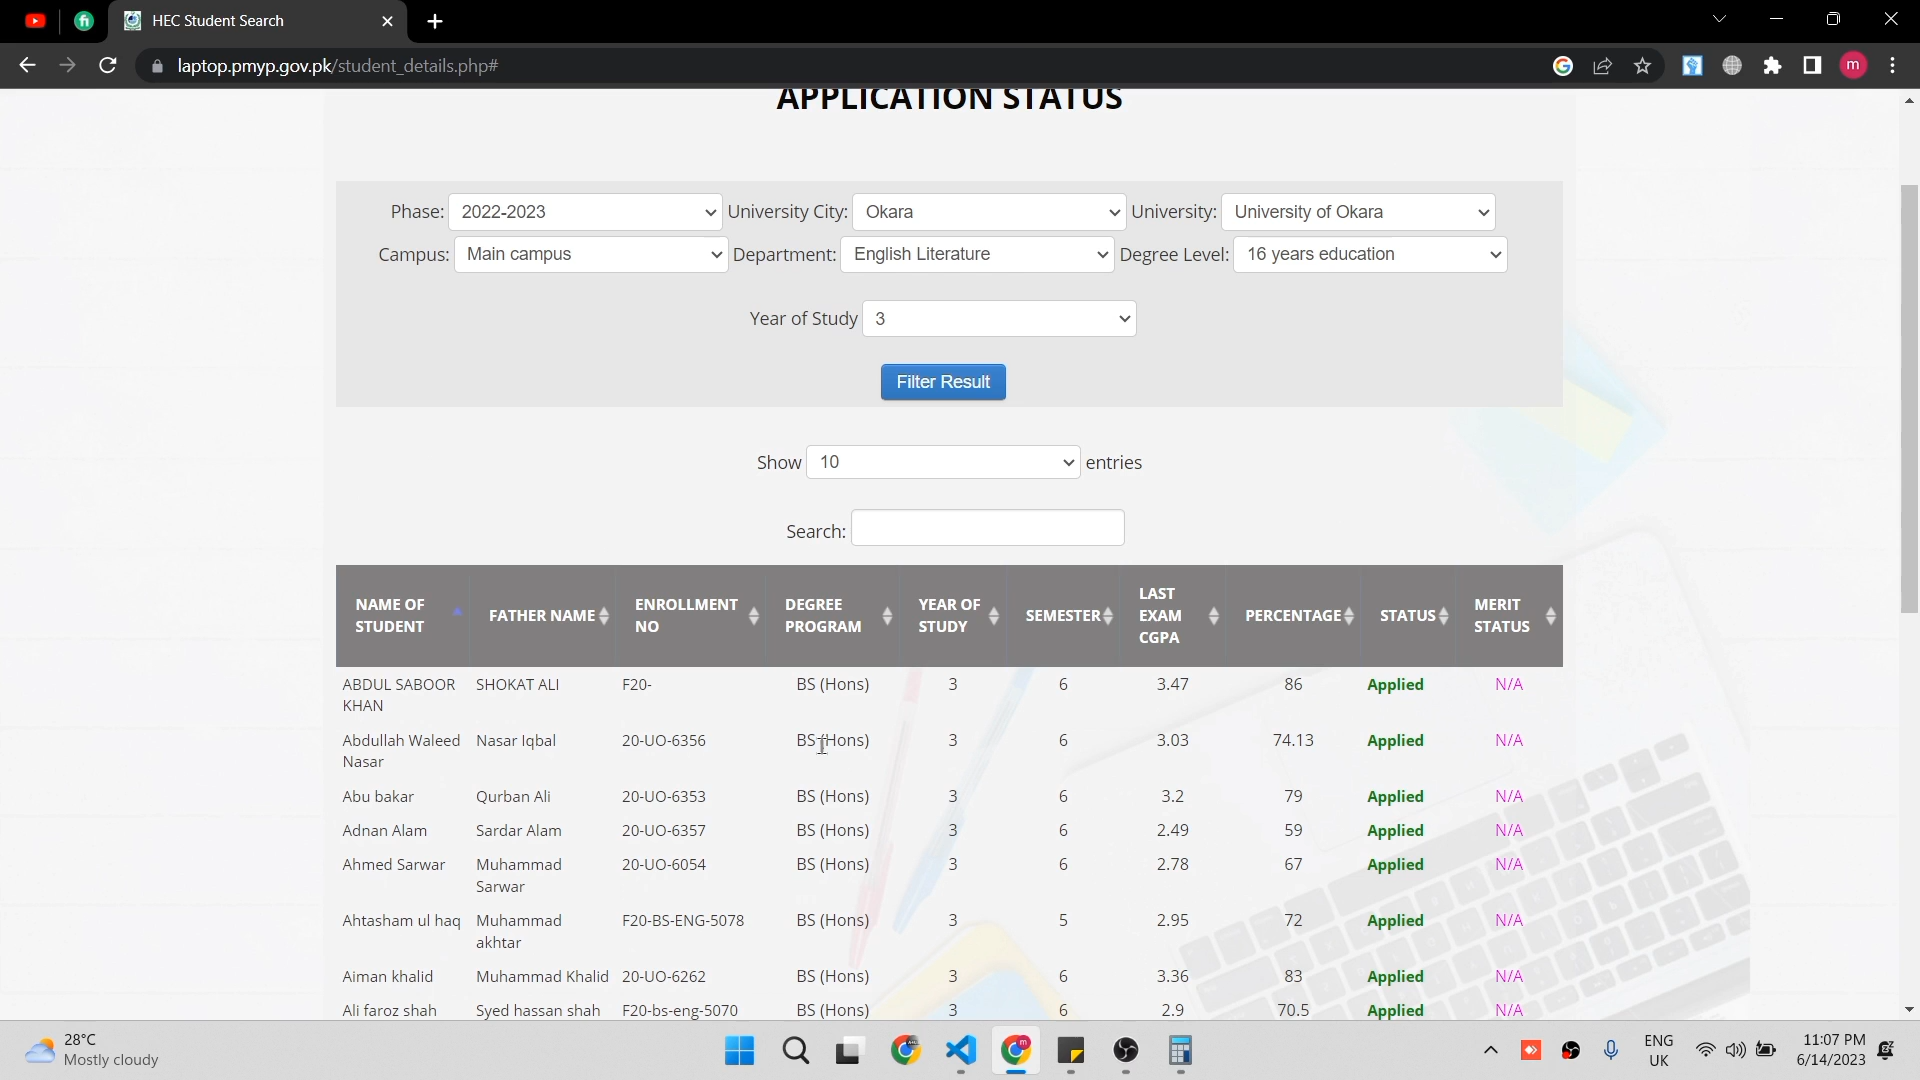 HEC Student Search
laptop.pmyp.gov.pk/student_details.php#
m
APPLICATION STATUS
Phase: 2022-2023 University City: Okara University: University of Okara
Campus: Main campus Department: English Literature Degree Level: 16 years education
Year of Study 3
Filter Result
Show 10 entries
Search:
NAME OF STUDENT FATHER NAME ENROLLMENT NO DEGREE PROGRAM YEAR OF STUDY SEMESTER LAST EXAM CGPA PERCENTAGE STATUS MERIT STATUS
ABDUL SABOOR KHAN SHOKAT ALI F20- BS (Hons) 3 6 3.47 86 Applied N/A
Abdullah Waleed Nasar Nasar Iqbal 20-UO-6356 BS (Hons) 3 6 3.03 74.13 Applied N/A
Abu bakar Qurban Ali 20-UO-6353 BS (Hons) 3 6 3.2 79 Applied N/A
Adnan Alam Sardar Alam 20-UO-6357 BS (Hons) 3 6 2.49 59 Applied N/A
Ahmed Sarwar Muhammad Sarwar 20-UO-6054 BS (Hons) 3 6 2.78 67 Applied N/A
Ahtasham ul haq Muhammad akhtar F20-BS-ENG-5078 BS (Hons) 3 5 2.95 72 Applied N/A
Aiman khalid Muhammad Khalid 20-UO-6262 BS (Hons) 3 6 3.36 83 Applied N/A
Ali faroz shah Syed hassan shah F20-bs-eng-5070 BS (Hons) 3 6 2.9 70.5 Applied N/A
28°C
Mostly cloudy
ENG
UK
11:07 PM
6/14/2023